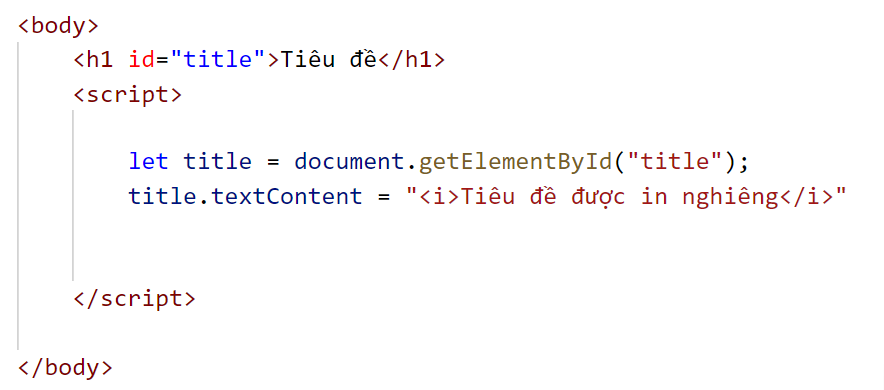 <body>
<h1 id="title">Tiêu đề</h1>
<script>
let title = document.getElementById("title");
title.textContent = "<i>Tiêu đề được in nghiêng</i>"
</script>
</body>